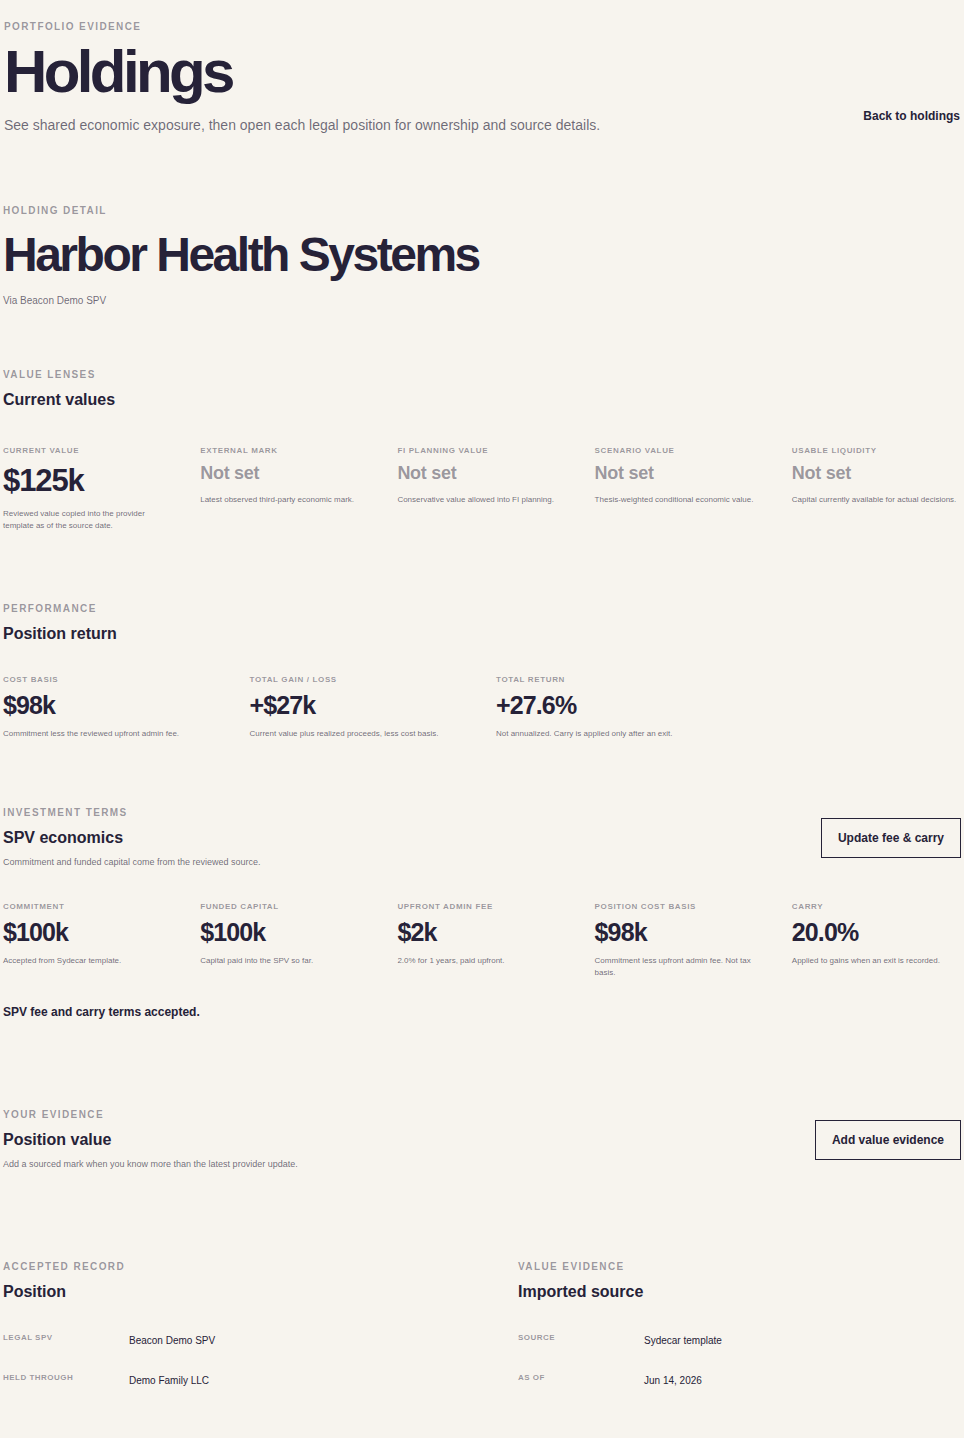 PORTFOLIO EVIDENCE
Holdings
See shared economic exposure, then open each legal position for ownership and source details.
Back to holdings
HOLDING DETAIL
Harbor Health Systems
Via Beacon Demo SPV
VALUE LENSES
Current values
CURRENT VALUE
$125k
Reviewed value copied into the provider
template as of the source date.
EXTERNAL MARK
Not set
Latest observed third-party economic mark.
FI PLANNING VALUE
Not set
Conservative value allowed into FI planning.
SCENARIO VALUE
Not set
Thesis-weighted conditional economic value.
USABLE LIQUIDITY
Not set
Capital currently available for actual decisions.
PERFORMANCE
Position return
COST BASIS
$98k
Commitment less the reviewed upfront admin fee.
TOTAL GAIN / LOSS
+$27k
Current value plus realized proceeds, less cost basis.
TOTAL RETURN
+27.6%
Not annualized. Carry is applied only after an exit.
INVESTMENT TERMS
SPV economics
Commitment and funded capital come from the reviewed source.
Update fee & carry
COMMITMENT
$100k
Accepted from Sydecar template.
FUNDED CAPITAL
$100k
Capital paid into the SPV so far.
UPFRONT ADMIN FEE
$2k
2.0% for 1 years, paid upfront.
POSITION COST BASIS
$98k
Commitment less upfront admin fee. Not tax
basis.
CARRY
20.0%
Applied to gains when an exit is recorded.
SPV fee and carry terms accepted.
YOUR EVIDENCE
Position value
Add a sourced mark when you know more than the latest provider update.
Add value evidence
ACCEPTED RECORD
Position
LEGAL SPV
Beacon Demo SPV
HELD THROUGH
Demo Family LLC
VALUE EVIDENCE
Imported source
SOURCE
Sydecar template
AS OF
Jun 14, 2026